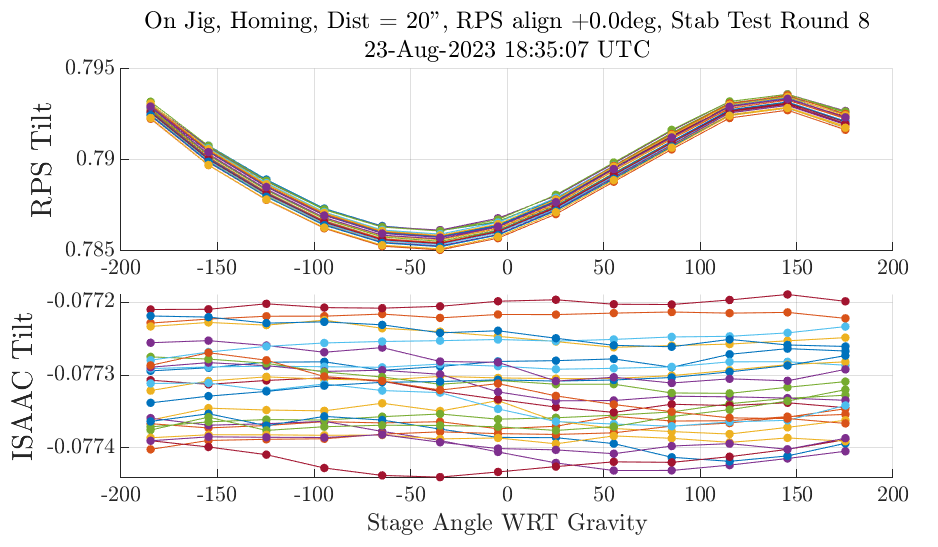 On Jig, Homing, Dist = 20”, RPS align +0.0deg, Stab Test Round 8
23-Aug-2023 18:35:07 UTC
0.795
0.79
0.785
RPS Tilt
-200 -150 -100 -50 0 50 100 150 200
-0.0772
-0.0773
-0.0774
ISAAC Tilt
-200 -150 -100 -50 0 50 100 150 200
Stage Angle WRT Gravity